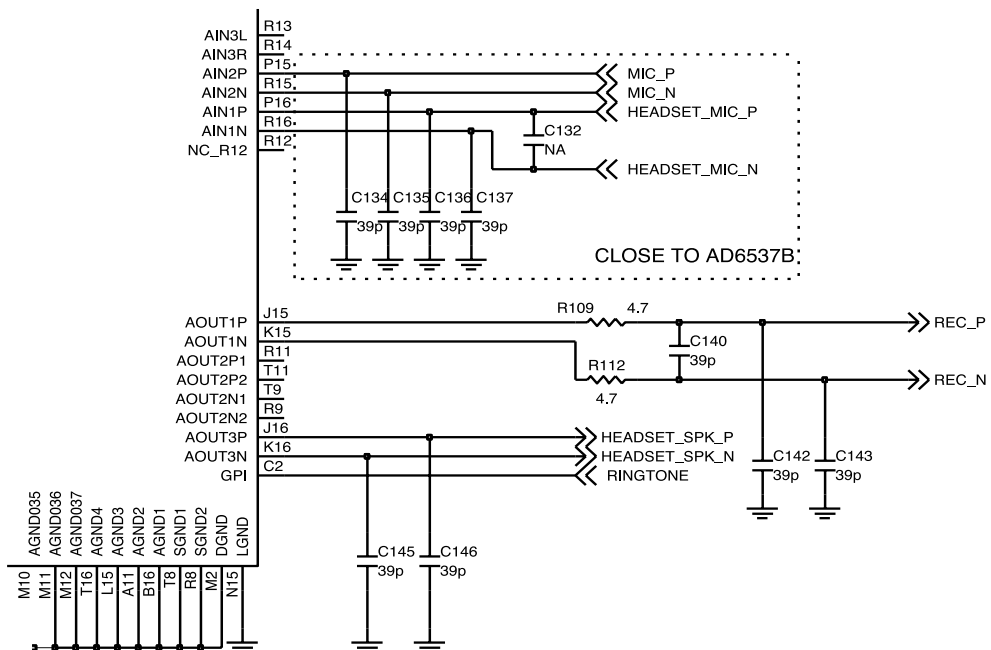 AIN3L R13
AIN3R R14
AIN2P P15 MIC_P
AIN2N R15 MIC_N
AIN1P P16 HEADSET_MIC_P
AIN1N R16 C132
NC_R12 R12 NA
HEADSET_MIC_N
C134 C135 C136 C137
39p 39p 39p 39p
CLOSE TO AD6537B
R109 4.7
AOUT1P J15 REC_P
AOUT1N K15 C140
AOUT2P1 R11 R112 39p
AOUT2P2 T11 REC_N
AOUT2N1 T9 4.7
AOUT2N2 R9
AOUT3P J16 HEADSET_SPK_P
AOUT3N K16 HEADSET_SPK_N C142 C143
GPI C2 RINGTONE 39p 39p
AGND035 AGND036 AGND037 AGND4 AGND3 AGND2 AGND1 SGND1 SGND2 DGND LGND
C145 C146
39p 39p
M10 M11 M12 T16 L15 A11 B16 T8 R8 M2 N15